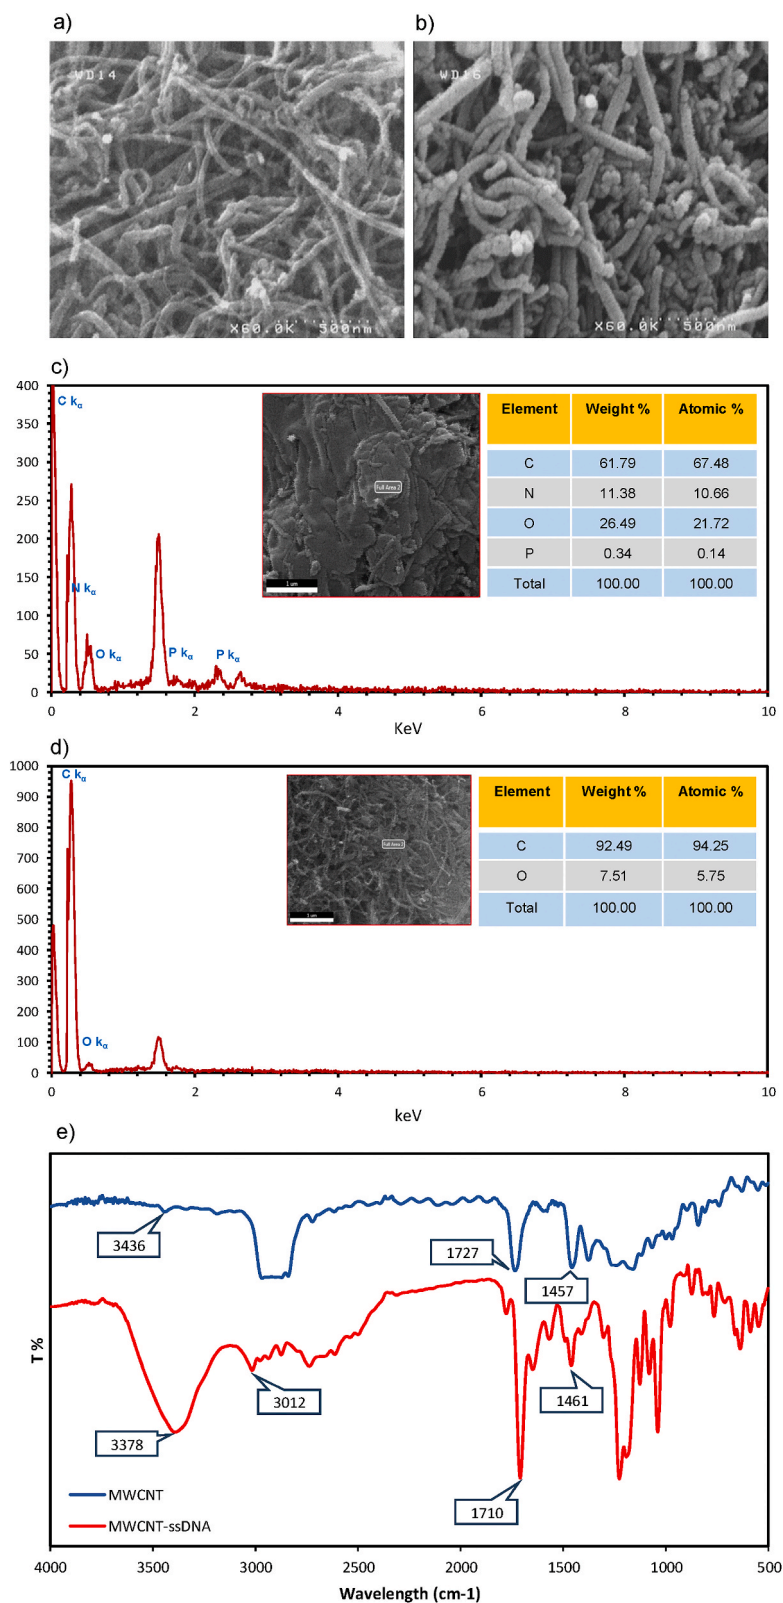 a)
b)
WD14
WD16
X60.0K 500nm
X60.0K 500nm
c)
400
350
300
250
200
150
100
50
0
C kα
N kα
O kα
P kα
P kα
Full Area 2
1 um
Element Weight % Atomic %
C 61.79 67.48
N 11.38 10.66
O 26.49 21.72
P 0.34 0.14
Total 100.00 100.00
0 2 4 6 8 10
KeV
d)
1000
900
800
700
600
500
400
300
200
100
0
C kα
O kα
1 um
Element Weight % Atomic %
C 92.49 94.25
O 7.51 5.75
Total 100.00 100.00
0 2 4 6 8 10
keV
e)
3436
1727
1457
3012
1461
3378
1710
T %
MWCNT
MWCNT-ssDNA
4000 3500 3000 2500 2000 1500 1000 500
Wavelength (cm-1)